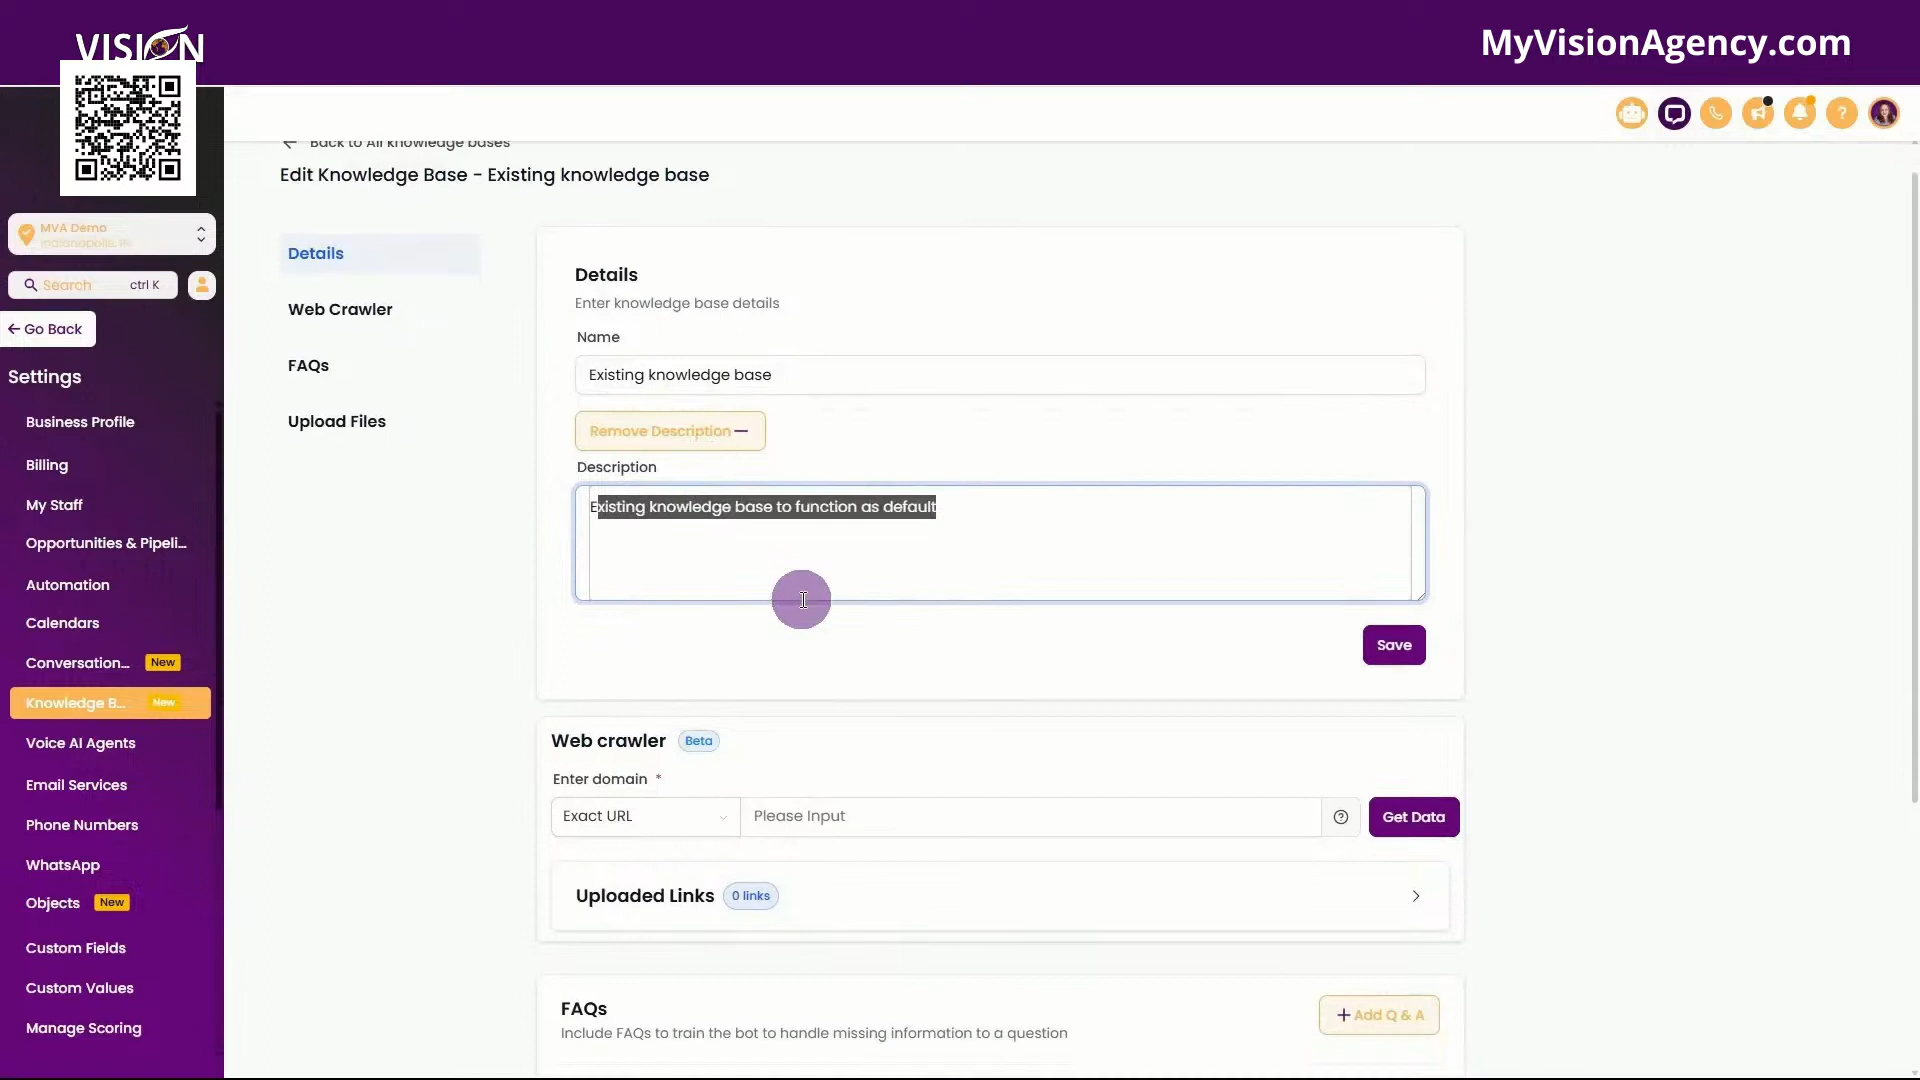 VISION
MyVisionAgency.com
Back to All knowledge bases
Edit Knowledge Base - Existing knowledge base
MVA Demo
Indianapolis, IN
Search ctrl K
Go Back
Settings
Business Profile
Billing
My Staff
Opportunities & Pipeli...
Automation
Calendars
Conversation... New
Knowledge B... New
Voice AI Agents
Email Services
Phone Numbers
WhatsApp
Objects New
Custom Fields
Custom Values
Manage Scoring
Details
Web Crawler
FAQs
Upload Files
Details
Enter knowledge base details
Name
Existing knowledge base
Remove Description
Description
Existing knowledge base to function as default
Save
Web crawler Beta
Enter domain *
Exact URL Please Input Get Data
Uploaded Links 0 links
FAQs
Include FAQs to train the bot to handle missing information to a question
+ Add Q & A